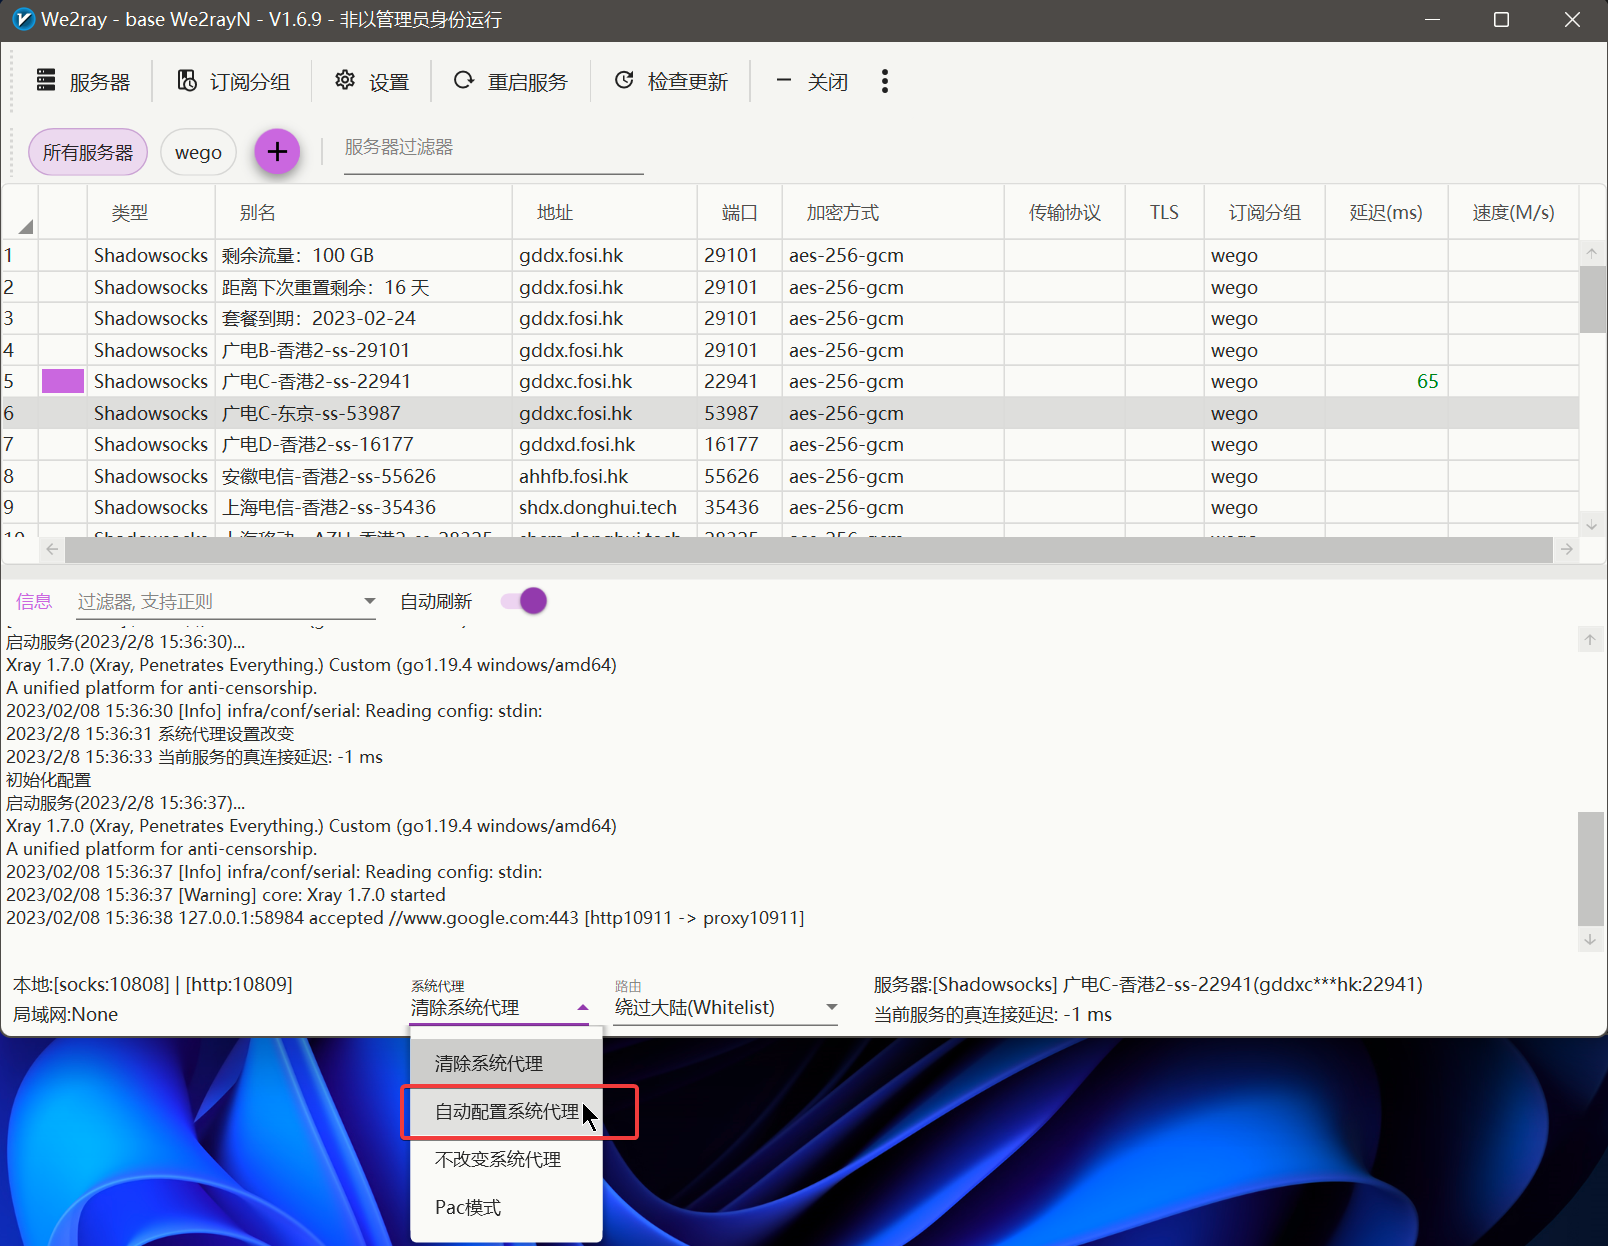 We2ray - base We2rayN - V1.6.9 - 非以管理员身份运行
服务器 订阅分组 设置 重启服务 检查更新 关闭
所有服务器 wego + 服务器过滤器
类型 别名 地址 端口 加密方式 传输协议 TLS 订阅分组 延迟(ms) 速度(M/s)
1 Shadowsocks 剩余流量：100 GB gddx.fosi.hk 29101 aes-256-gcm wego
2 Shadowsocks 距离下次重置剩余：16 天 gddx.fosi.hk 29101 aes-256-gcm wego
3 Shadowsocks 套餐到期：2023-02-24 gddx.fosi.hk 29101 aes-256-gcm wego
4 Shadowsocks 广电B-香港2-ss-29101 gddx.fosi.hk 29101 aes-256-gcm wego
5 Shadowsocks 广电C-香港2-ss-22941 gddxc.fosi.hk 22941 aes-256-gcm wego 65
6 Shadowsocks 广电C-东京-ss-53987 gddxc.fosi.hk 53987 aes-256-gcm wego
7 Shadowsocks 广电D-香港2-ss-16177 gddxd.fosi.hk 16177 aes-256-gcm wego
8 Shadowsocks 安徽电信-香港2-ss-55626 ahhfb.fosi.hk 55626 aes-256-gcm wego
9 Shadowsocks 上海电信-香港2-ss-35436 shdx.donghui.tech 35436 aes-256-gcm wego
信息 过滤器, 支持正则 自动刷新
启动服务(2023/2/8 15:36:30)...
Xray 1.7.0 (Xray, Penetrates Everything.) Custom (go1.19.4 windows/amd64)
A unified platform for anti-censorship.
2023/02/08 15:36:30 [Info] infra/conf/serial: Reading config: stdin:
2023/2/8 15:36:31 系统代理设置改变
2023/2/8 15:36:33 当前服务的真连接延迟: -1 ms
初始化配置
启动服务(2023/2/8 15:36:37)...
Xray 1.7.0 (Xray, Penetrates Everything.) Custom (go1.19.4 windows/amd64)
A unified platform for anti-censorship.
2023/02/08 15:36:37 [Info] infra/conf/serial: Reading config: stdin:
2023/02/08 15:36:37 [Warning] core: Xray 1.7.0 started
2023/02/08 15:36:38 127.0.0.1:58984 accepted //www.google.com:443 [http10911 -> proxy10911]
本地:[socks:10808] | [http:10809]
局域网:None
系统代理
清除系统代理
路由
绕过大陆(Whitelist)
服务器:[Shadowsocks] 广电C-香港2-ss-22941(gddxc***hk:22941)
当前服务的真连接延迟: -1 ms
清除系统代理
自动配置系统代理
不改变系统代理
Pac模式